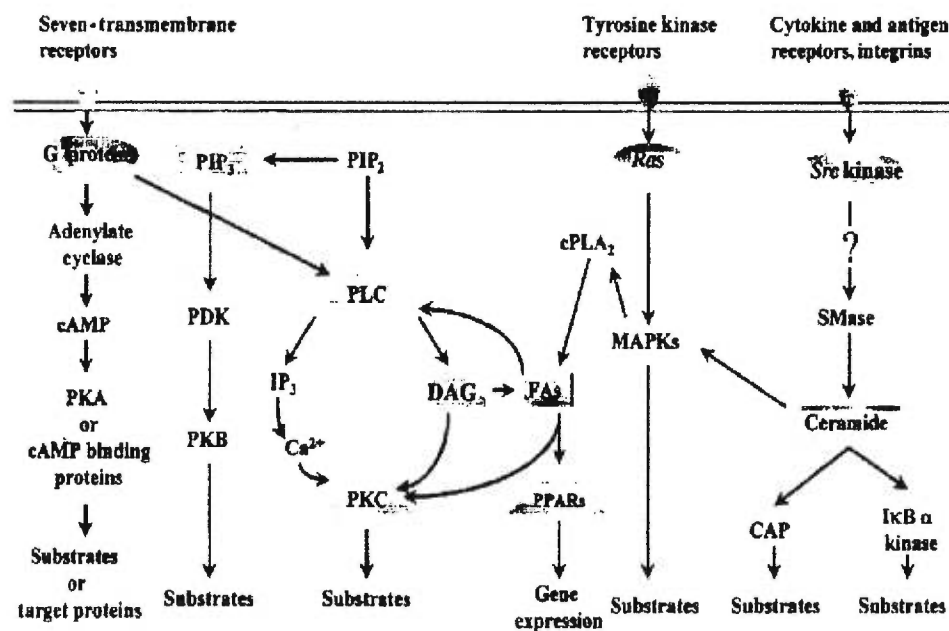 Seven-transmembrane
receptors
Tyrosine kinase
receptors
Cytokine and antigen
receptors, integrins
G proteins
PIP3
PIP2
Ras
Src kinase
Adenylate
cyclase
cPLA2
?
PLC
cAMP
PDK
MAPKs
SMase
IP3
DAG
FAs
PKA
or
cAMP binding
proteins
PKB
Ca2+
Ceramide
PKC
PPARs
CAP
IκB α
kinase
Substrates
or
target proteins
Substrates
Substrates
Gene
expression
Substrates
Substrates
Substrates